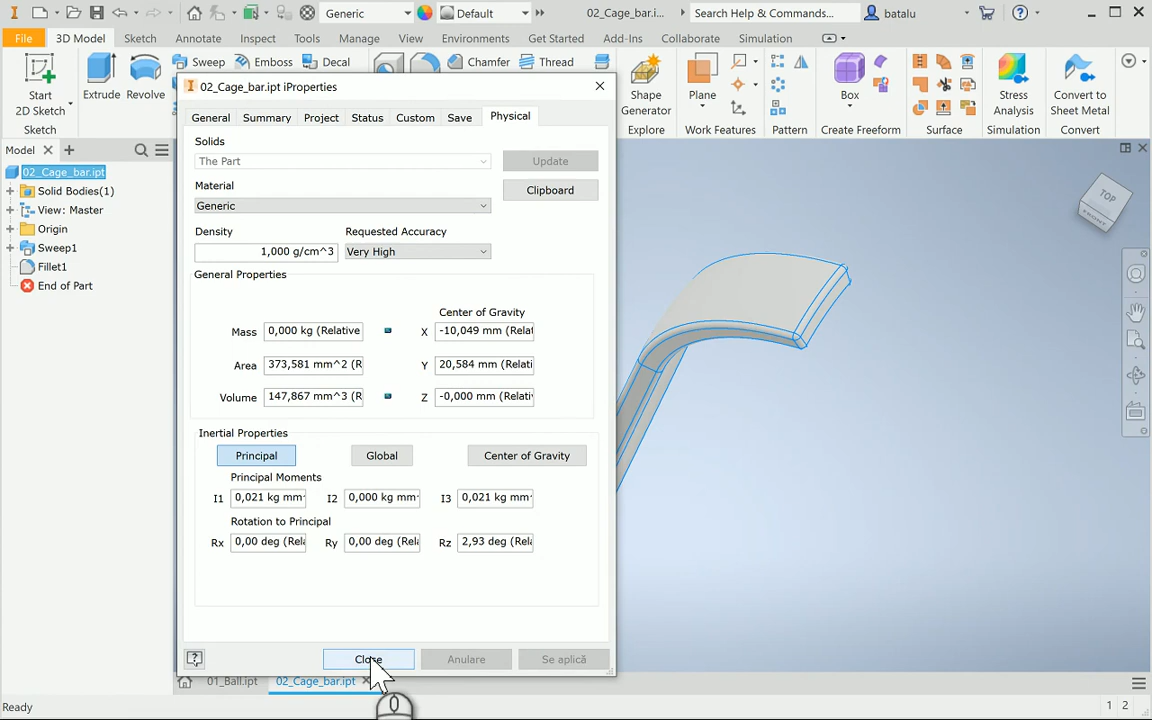 Generic
Default
02_Cage_bar.i...
Search Help & Commands...
batalu
File
3D Model
Sketch
Annotate
Inspect
Tools
Manage
View
Environments
Get Started
Add-Ins
Collaborate
Simulation
Start
2D Sketch
Extrude
Revolve
Sweep
Emboss
Decal
Chamfer
Thread
Shape
Generator
Plane
Box
Stress
Analysis
Convert to
Sheet Metal
Sketch
Explore
Work Features
Pattern
Create Freeform
Surface
Simulation
Convert
Model
02_Cage_bar.ipt
Solid Bodies(1)
View: Master
Origin
Sweep1
Fillet1
End of Part
02_Cage_bar.ipt iProperties
General
Summary
Project
Status
Custom
Save
Physical
Solids
The Part
Update
Material
Clipboard
Generic
Density
Requested Accuracy
1,000 g/cm^3
Very High
General Properties
Center of Gravity
Mass
0,000 kg (Relative
X
-10,049 mm (Relat
Area
373,581 mm^2 (R
Y
20,584 mm (Relati
Volume
147,867 mm^3 (R
Z
-0,000 mm (Relativ
Inertial Properties
Principal
Global
Center of Gravity
Principal Moments
I1
0,021 kg mm
I2
0,000 kg mm
I3
0,021 kg mm
Rotation to Principal
Rx
0,00 deg (Rela
Ry
0,00 deg (Rela
Rz
2,93 deg (Rela
Close
Anulare
Se aplică
TOP
FRONT
01_Ball.ipt
02_Cage_bar.ipt
Ready
1
2